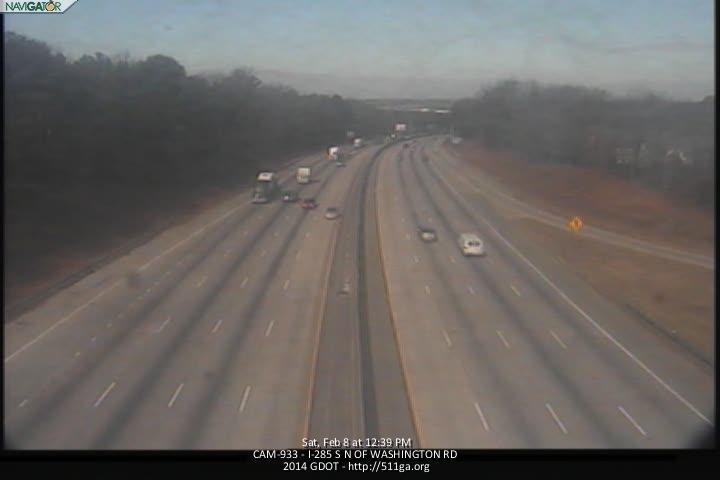 NAVIGATOR
Sat, Feb 8 at 12:39 PM
CAM-933 - I-285 S N OF WASHINGTON RD
2014 GDOT - http://511ga.org